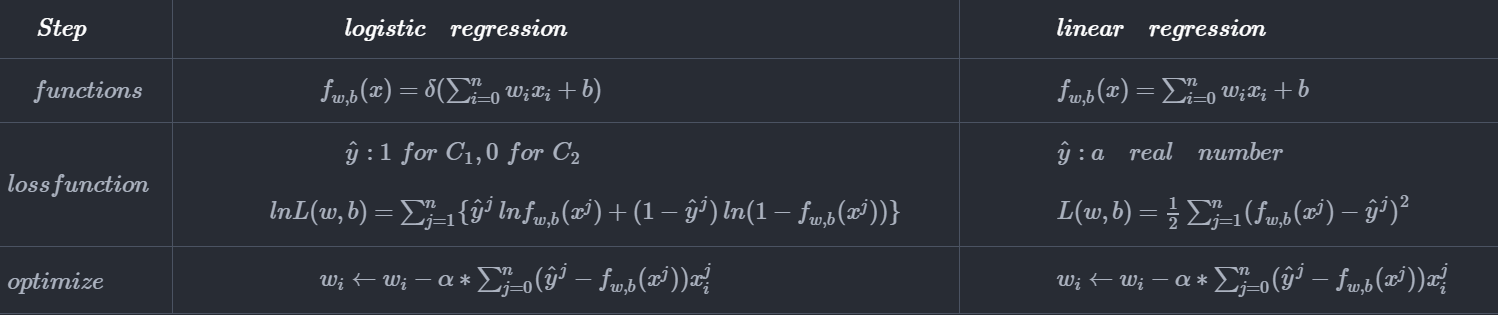 Step logistic regression linear regression
functions f_{w,b}(x) = δ(∑_{i=0}^{n} w_i x_i + b) f_{w,b}(x) = ∑_{i=0}^{n} w_i x_i + b
ŷ : 1 for C_1, 0 for C_2 ŷ : a real number
lossfunction
lnL(w, b) = ∑_{j=1}^{n} {ŷ^j lnf_{w,b}(x^j) + (1 − ŷ^j) ln(1 − f_{w,b}(x^j))} L(w, b) = \frac{1}{2} ∑_{j=1}^{n} (f_{w,b}(x^j) − ŷ^j)^2
optimize w_i ← w_i − α * ∑_{j=0}^{n} (ŷ^j − f_{w,b}(x^j))x_i^j w_i ← w_i − α * ∑_{j=0}^{n} (ŷ^j − f_{w,b}(x^j))x_i^j